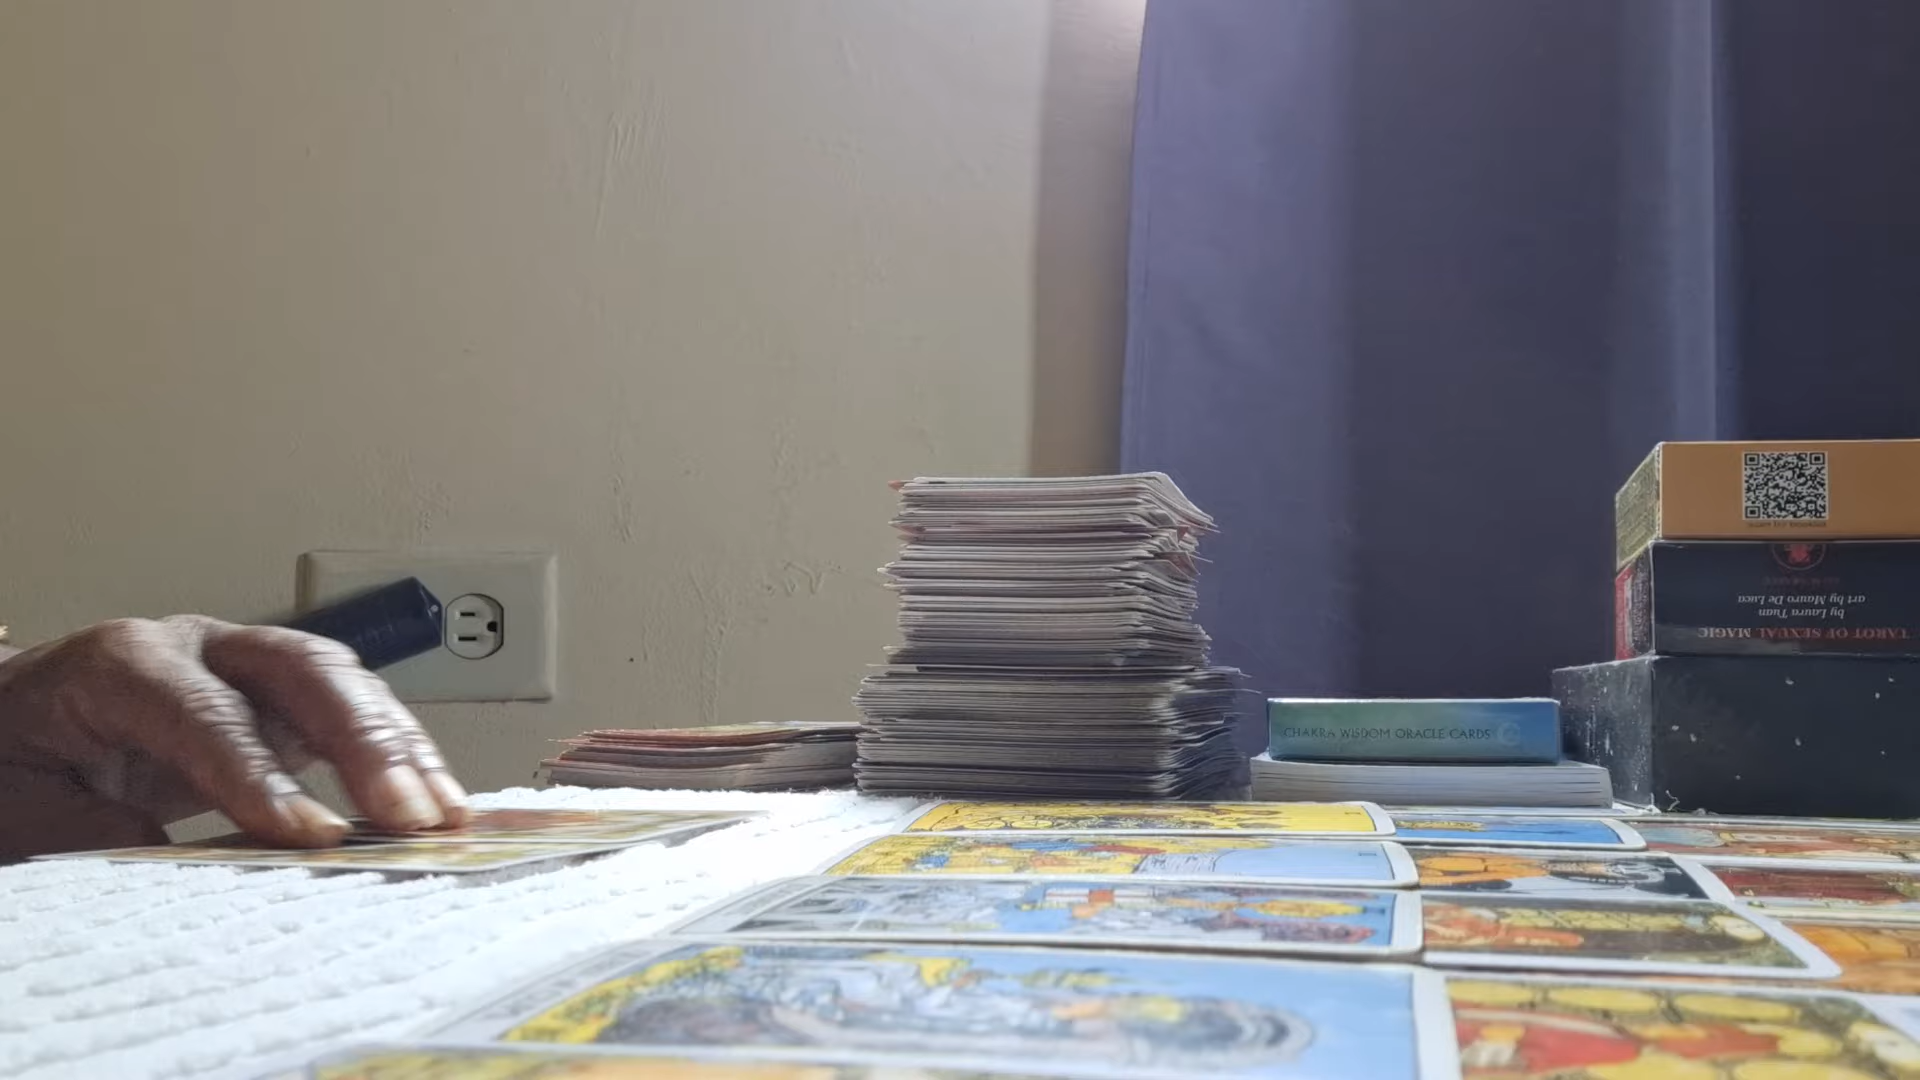 CHAKRA WISDOM ORACLE CARDS
TAROT OF SEXUAL MAGIC
by Laura Tuan
art by Mauro De Luca